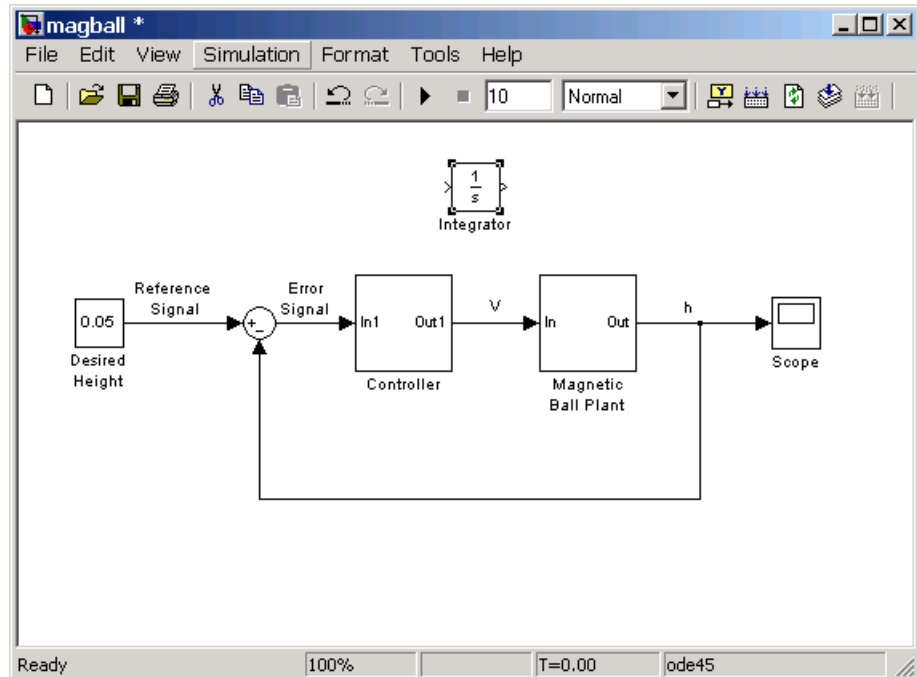 magball *
File Edit View Simulation Format Tools Help
10 Normal
1
s
Integrator
Reference
Signal
Error
Signal
0.05
+
-
In1 Out1
V
In Out
h
Desired
Height
Controller
Magnetic
Ball Plant
Scope
Ready 100% T=0.00 ode45